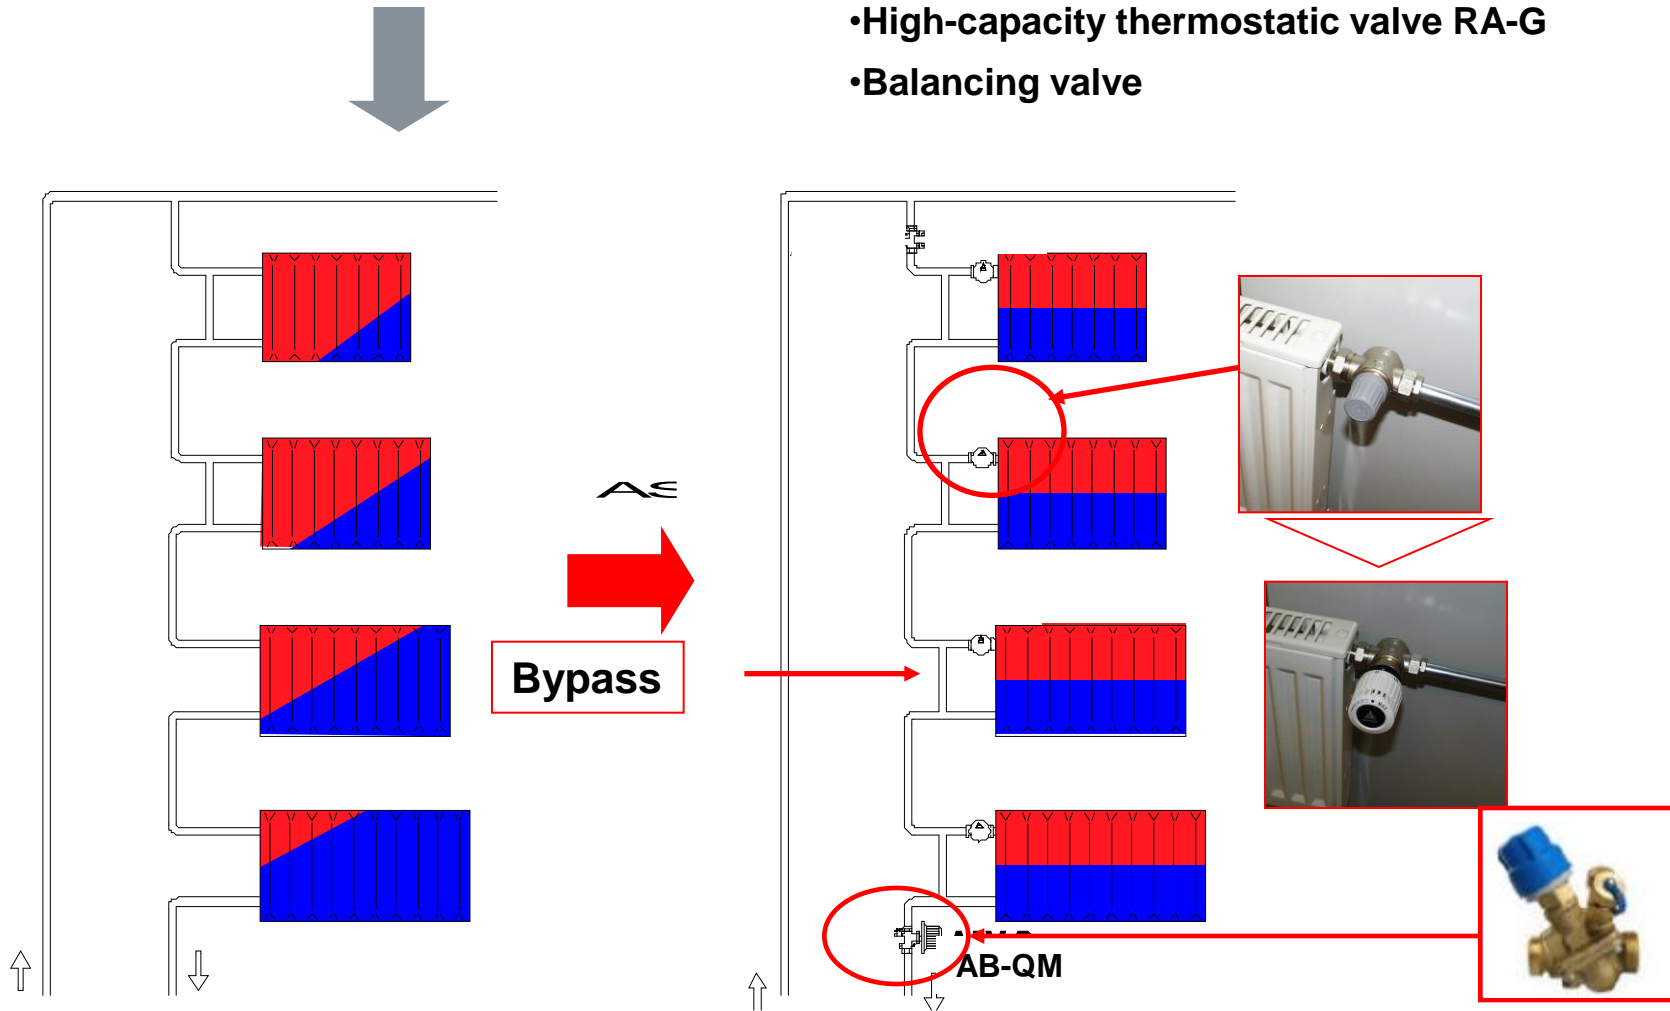 •High-capacity thermostatic valve RA-G
•Balancing valve
Bypass
AB-QM